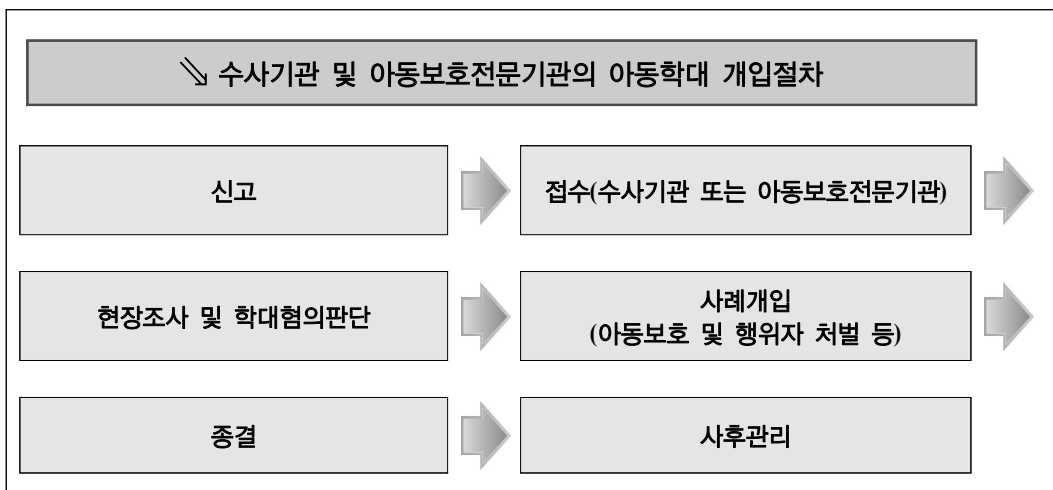 ⇘ 수사기관 및 아동보호전문기관의 아동학대 개입절차
신고
접수(수사기관 또는 아동보호전문기관)
현장조사 및 학대혐의판단
사례개입
(아동보호 및 행위자 처벌 등)
종결
사후관리